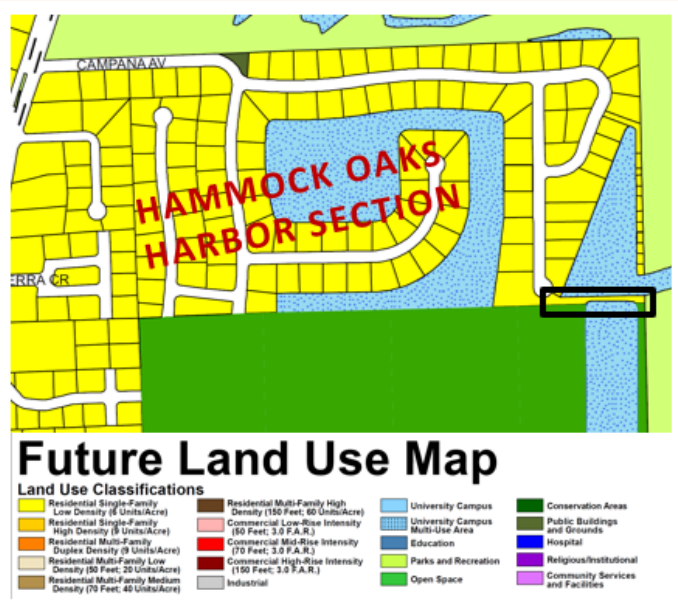 CAMPANA AV
HAMMOCK OAKS
HARBOR SECTION
ERRA CR
Future Land Use Map
Land Use Classifications
Residential Single-Family
Low Density (6 Units/Acre)
Residential Single-Family
High Density (9 Units/Acre)
Residential Multi-Family
Duplex Density (9 Units/Acre)
Residential Multi-Family Low
Density (50 Feet; 20 Units/Acre)
Residential Multi-Family Medium
Density (70 Feet; 40 Units/Acre)
Residential Multi-Family High
Density (150 Feet; 60 Units/Acre)
Commercial Low-Rise Intensity
(50 Feet; 3.0 F.A.R.)
Commercial Mid-Rise Intensity
(70 Feet; 3.0 F.A.R.)
Commercial High-Rise Intensity
(150 Feet; 3.0 F.A.R.)
Industrial
University Campus
University Campus
Multi-Use Area
Education
Parks and Recreation
Open Space
Conservation Areas
Public Buildings
and Grounds
Hospital
Religious/Institutional
Community Services
and Facilities